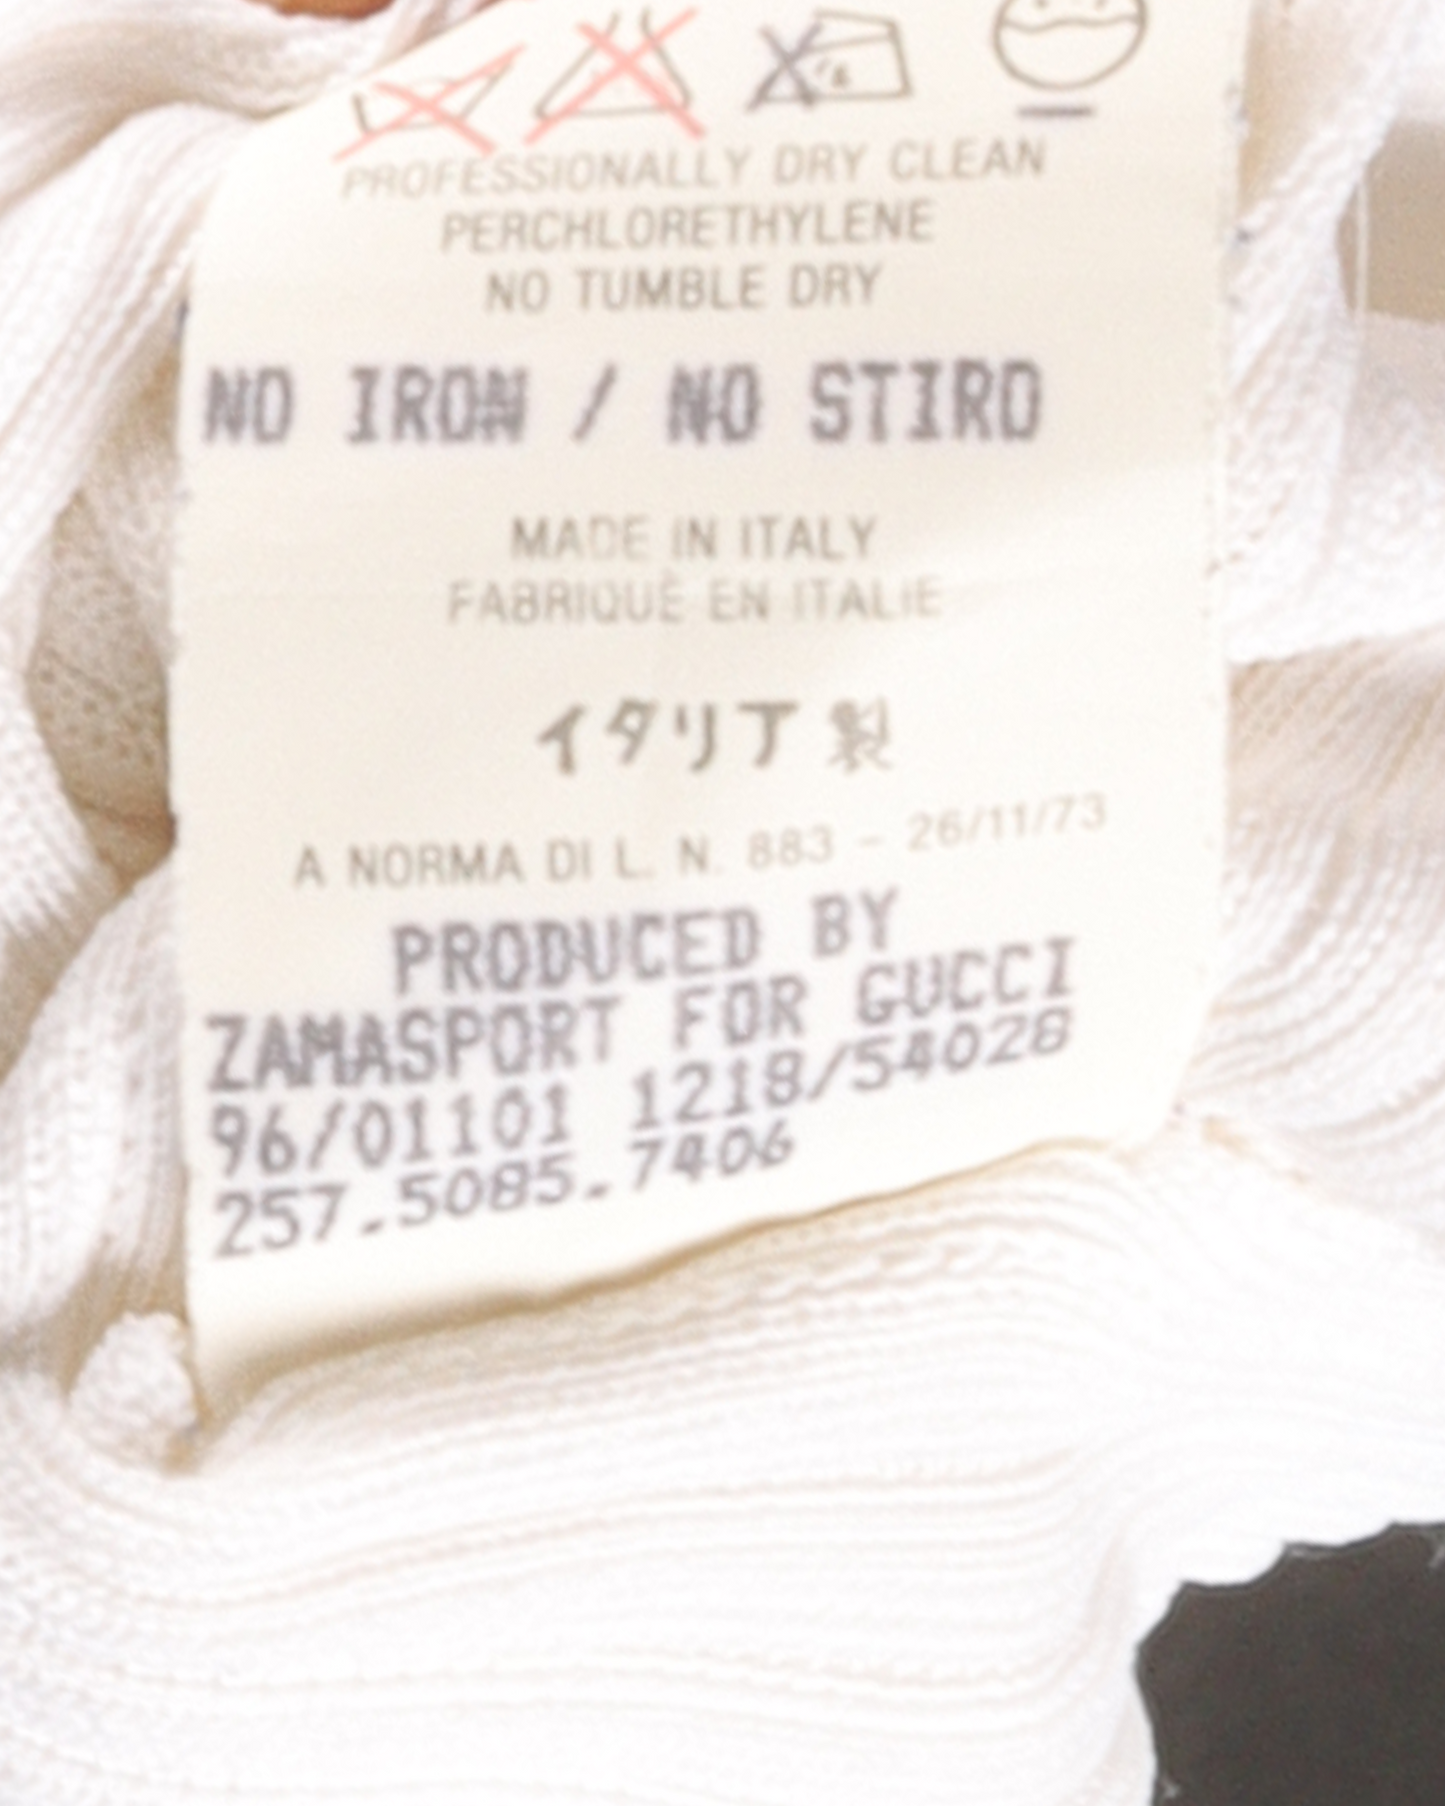 PROFESSIONALLY DRY CLEAN
PERCHLORETHYLENE
NO TUMBLE DRY
NO IRON / NO STIRO
MADE IN ITALY
FABRIQUÈ EN ITALIE
イタリア製
A NORMA DI L. N. 883 - 26/11/73
PRODUCED BY
ZAMASPORT FOR GUCCI
96/01101 1218/54028
257.5085.7406